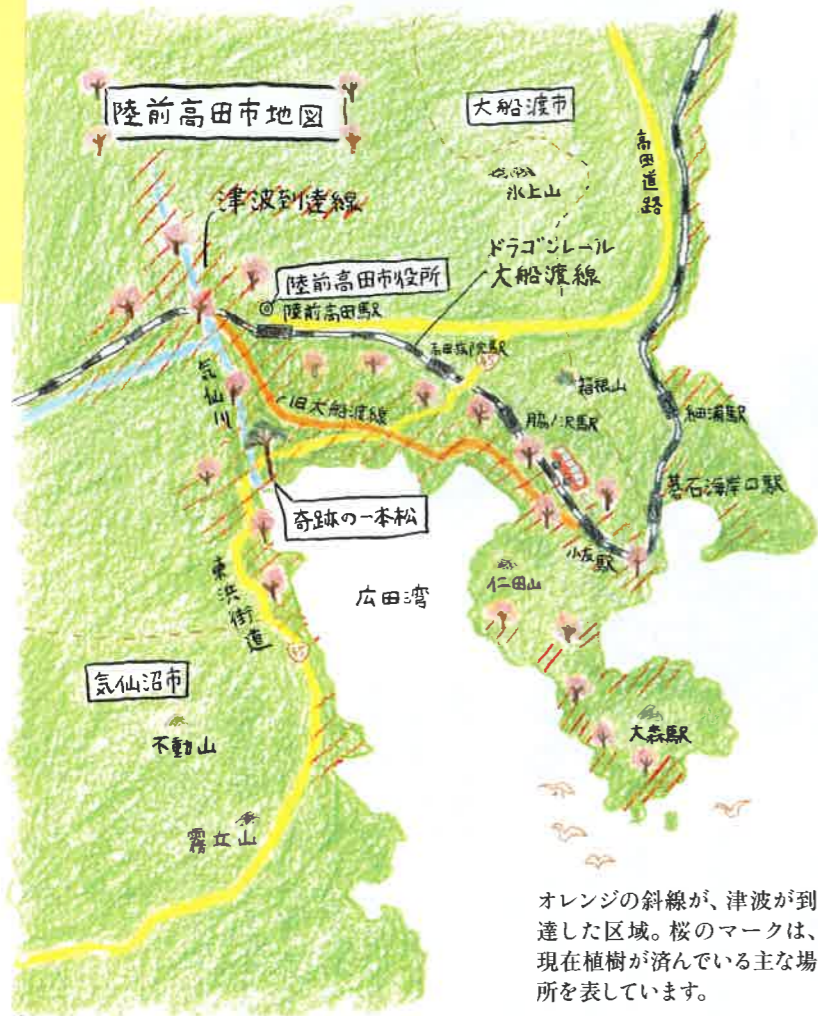 陸前高田市地図
大船渡市
高田道路
氷上山
津波到達線
ドラゴンレール
大船渡線
陸前高田市役所
陸前高田駅
高田病院駅
45
箱根山
気仙川
旧大船渡線
脇ノ沢駅
細浦駅
碁石海岸口駅
奇跡の一本松
小友駅
仁田山
広田湾
東浜街道
45
気仙沼市
不動山
大森駅
霧立山
オレンジの斜線が、津波が到
達した区域。桜のマークは、
現在植樹が済んでいる主な場
所を表しています。